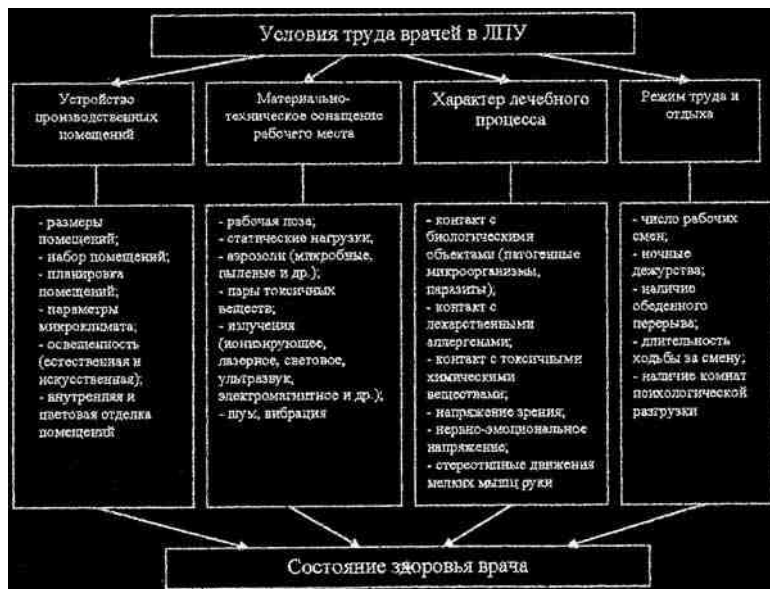 Условия труда врачей в ЛПУ
Устройство
производственных
помещений
Материально-
техническое оснащение
рабочего места
Характер лечебного
процесса
Режим труда и
отдыха
- размеры
помещений;
- набор помещений;
- планировка
помещений;
- параметры
микроклимата;
- освещенность
(естественная и
искусственная);
- внутренняя и
цветовая отделка
помещений
- рабочая поза;
- статические нагрузки,
- аэрозоли (микробные,
пылевые и др.);
- пары токсичных
веществ;
- излучения
(ионизирующее,
лазерное, световое,
ультразвук,
электромагнитное и др.);
- шум, вибрация
- контакт с
биологическими
объектами (патогенные
микроорганизмы,
паразиты);
- контакт с
лекарственными
аллергенами;
- контакт с токсичными
химическими
веществами;
- напряжение зрения;
- нервно-эмоциональное
напряжение;
- стереотипные движения
мелких мышц руки
- число рабочих
смен;
- ночные
дежурства;
- наличие
обеденного
перерыва;
- длительность
ходьбы за смену;
- наличие комнат
психологической
разгрузки
Состояние здоровья врача